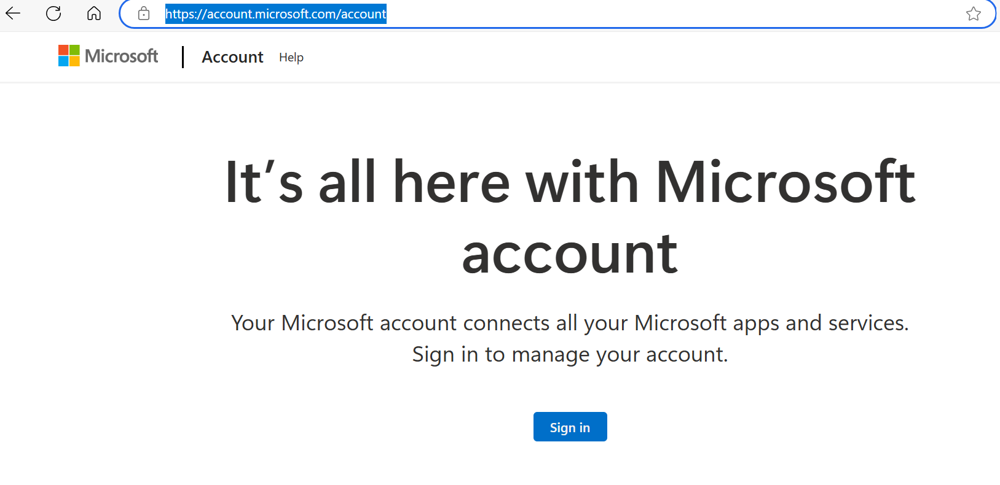 https://account.microsoft.com/account
Microsoft | Account Help
It’s all here with Microsoft
account
Your Microsoft account connects all your Microsoft apps and services.
Sign in to manage your account.
Sign in